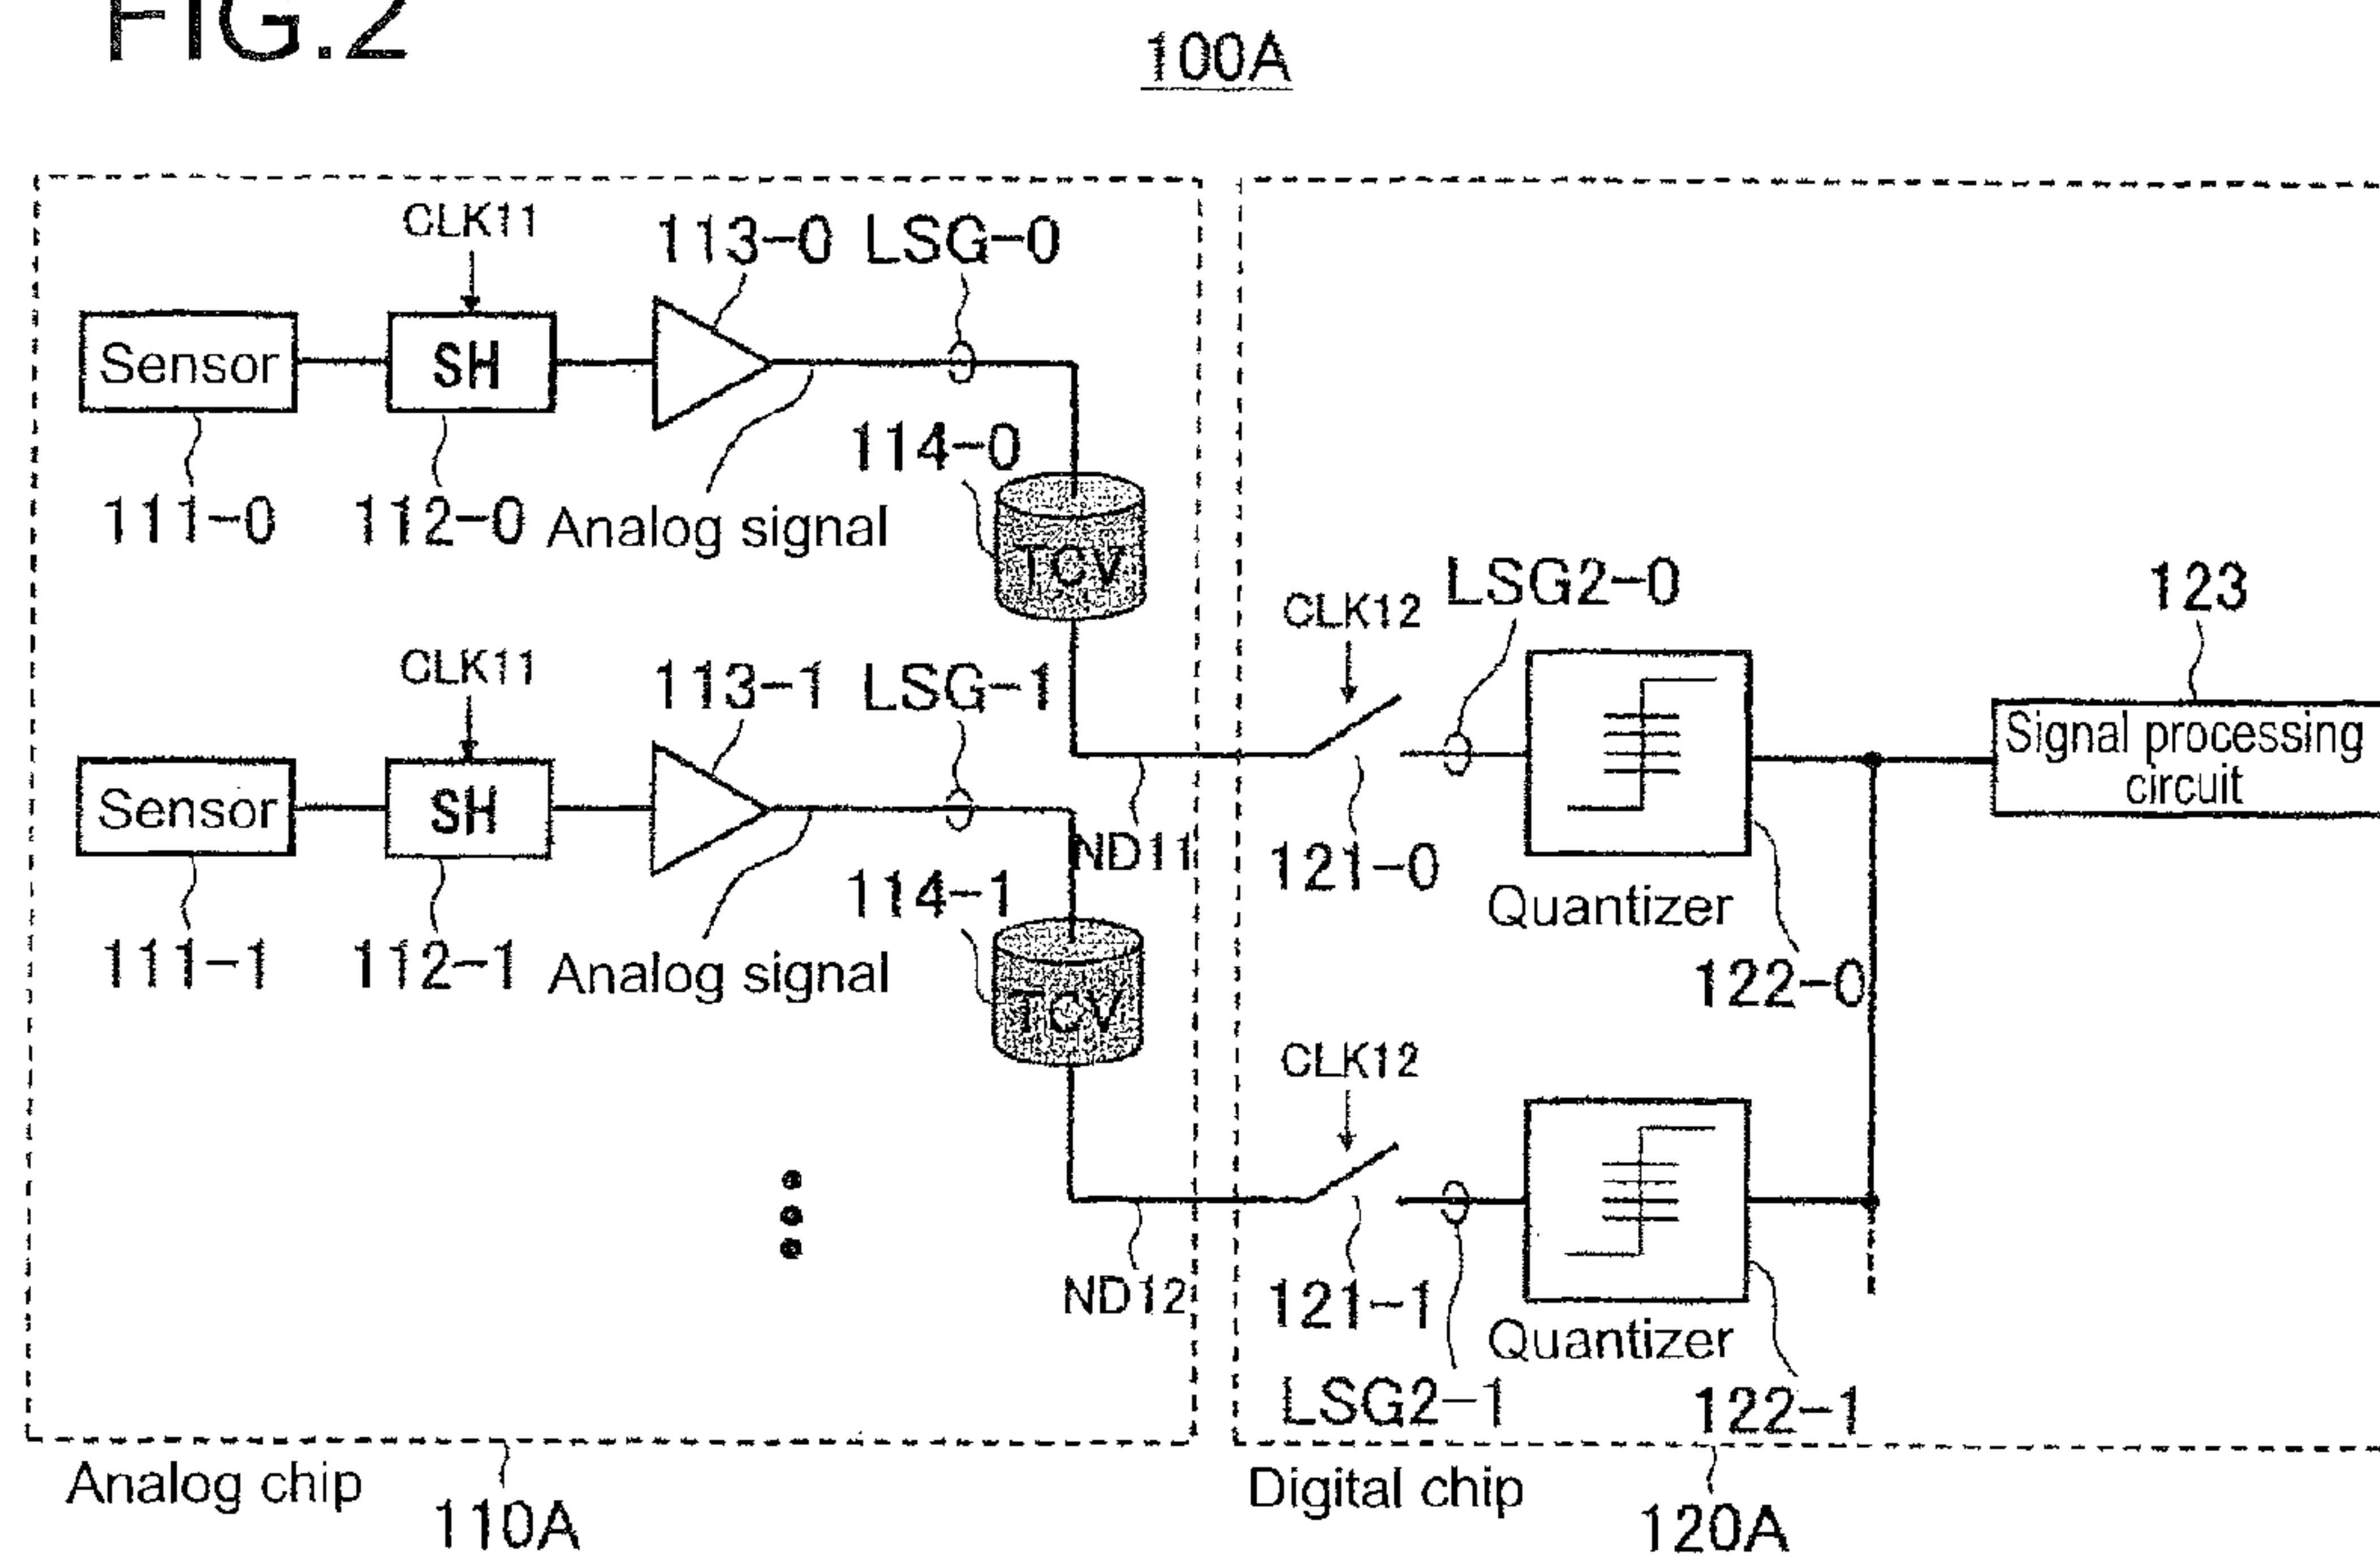 FIG.2
100A
CLK11
113-0
LSG-0
Sensor
SH
114-0
111-0
112-0
Analog signal
TCV
CLK12
LSG2-0
123
CLK11
113-1
LSG-1
Signal processing
circuit
Sensor
SH
ND11
121-0
114-1
Quantizer
111-1
112-1
Analog signal
122-0
TCV
CLK12
ND12
121-1
Quantizer
LSG2-1
122-1
Analog chip
110A
Digital chip
120A